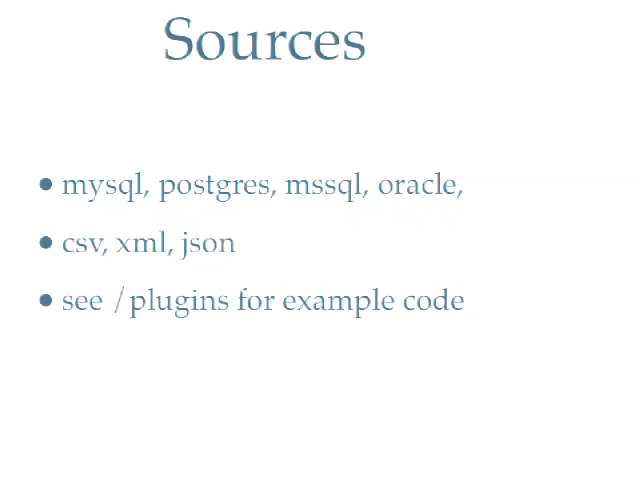 Sources
• mysql, postgres, mssql, oracle,
• csv, xml, json
• see /plugins for example code